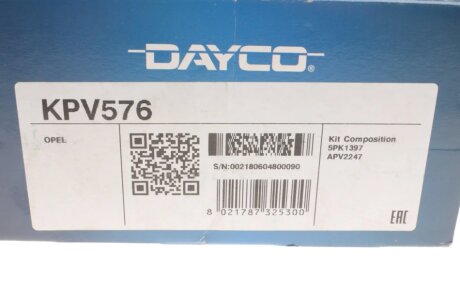 DAYCO®
KPV576
OPEL
Kit Composition
5PK1397
APV2247
S/N:002180604800090
8 021787 325300
EAC